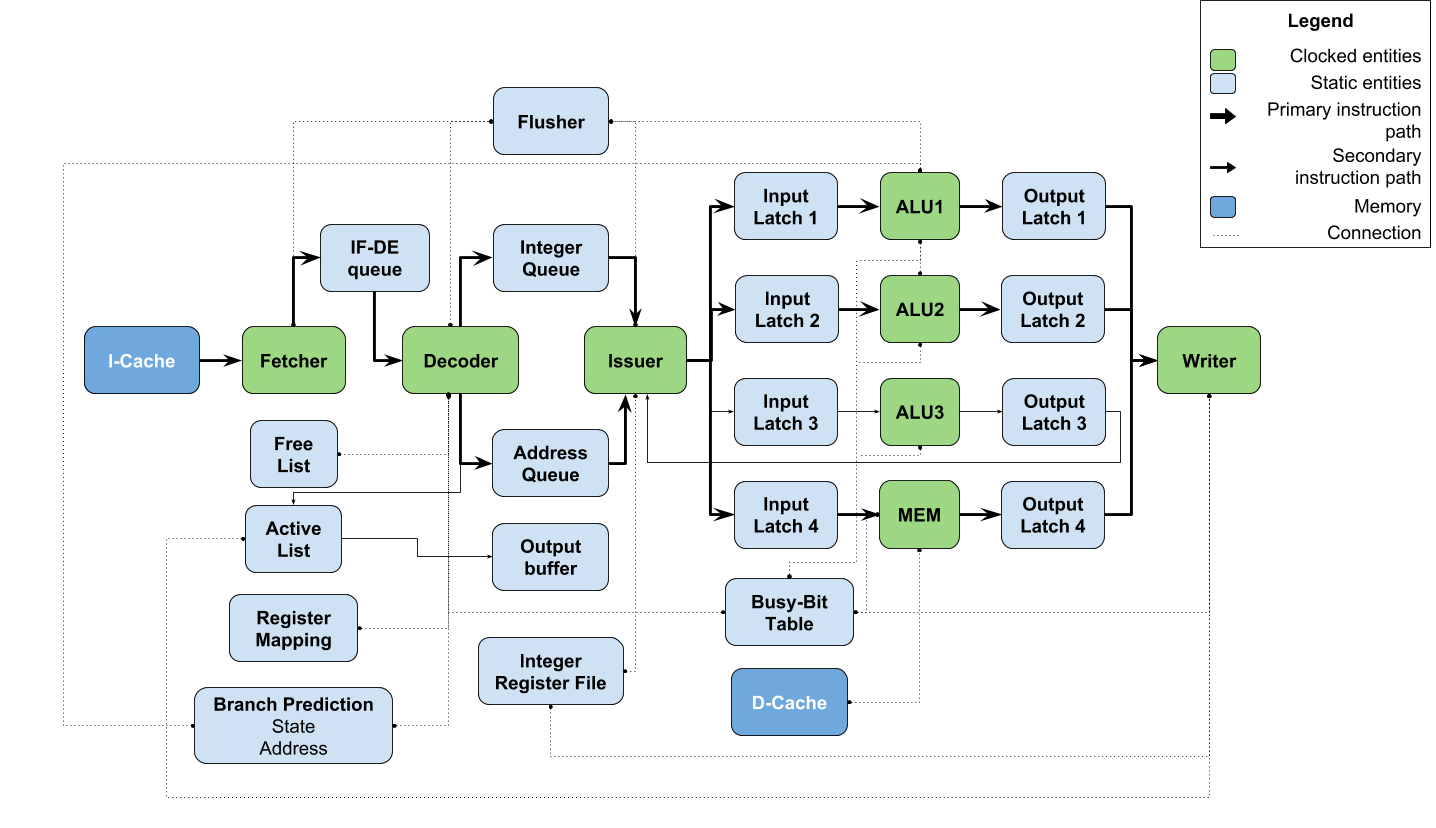 Legend
Clocked entities
Static entities
Primary instruction
path
Secondary
instruction path
Memory
Connection
Flusher
IF-DE
queue
Integer
Queue
Input
Latch 1
ALU1
Output
Latch 1
Input
Latch 2
ALU2
Output
Latch 2
I-Cache
Fetcher
Decoder
Issuer
Writer
Input
Latch 3
ALU3
Output
Latch 3
Free
List
Address
Queue
Input
Latch 4
MEM
Output
Latch 4
Active
List
Output
buffer
Register
Mapping
Busy-Bit
Table
Integer
Register File
D-Cache
Branch Prediction
State
Address